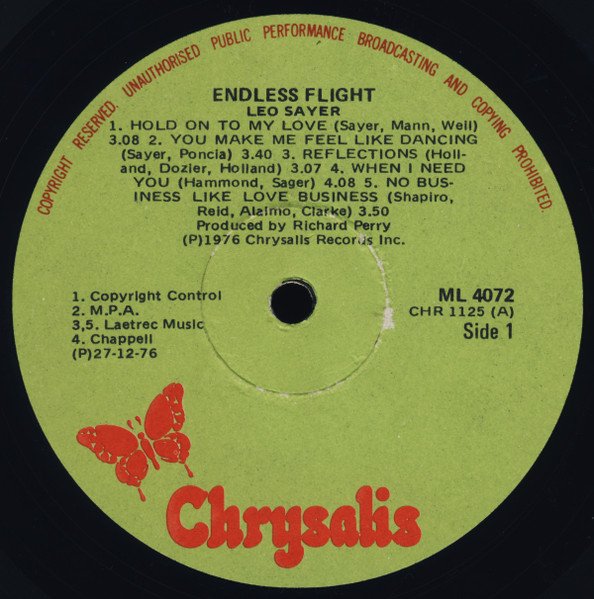 COPYRIGHT RESERVED. UNAUTHORISED PUBLIC PERFORMANCE BROADCASTING AND COPYING PROHIBITED.
ENDLESS FLIGHT
LEO SAYER
1. HOLD ON TO MY LOVE (Sayer, Mann, Weil)
3.08 2. YOU MAKE ME FEEL LIKE DANCING
(Sayer, Poncia) 3.40 3. REFLECTIONS (Holl-
and, Dozier, Holland) 3.07 4. WHEN I NEED
YOU (Hammond, Sager) 4.08 5. NO BUS-
INESS LIKE LOVE BUSINESS (Shapiro,
Reid, Alaimo, Clarke) 3.50
Produced by Richard Perry
(P)1976 Chrysalis Records Inc.
1. Copyright Control
2. M.P.A.
3,5. Laetrec Music
4. Chappell
(P)27-12-76
ML 4072
CHR 1125 (A)
Side 1
Chrysalis